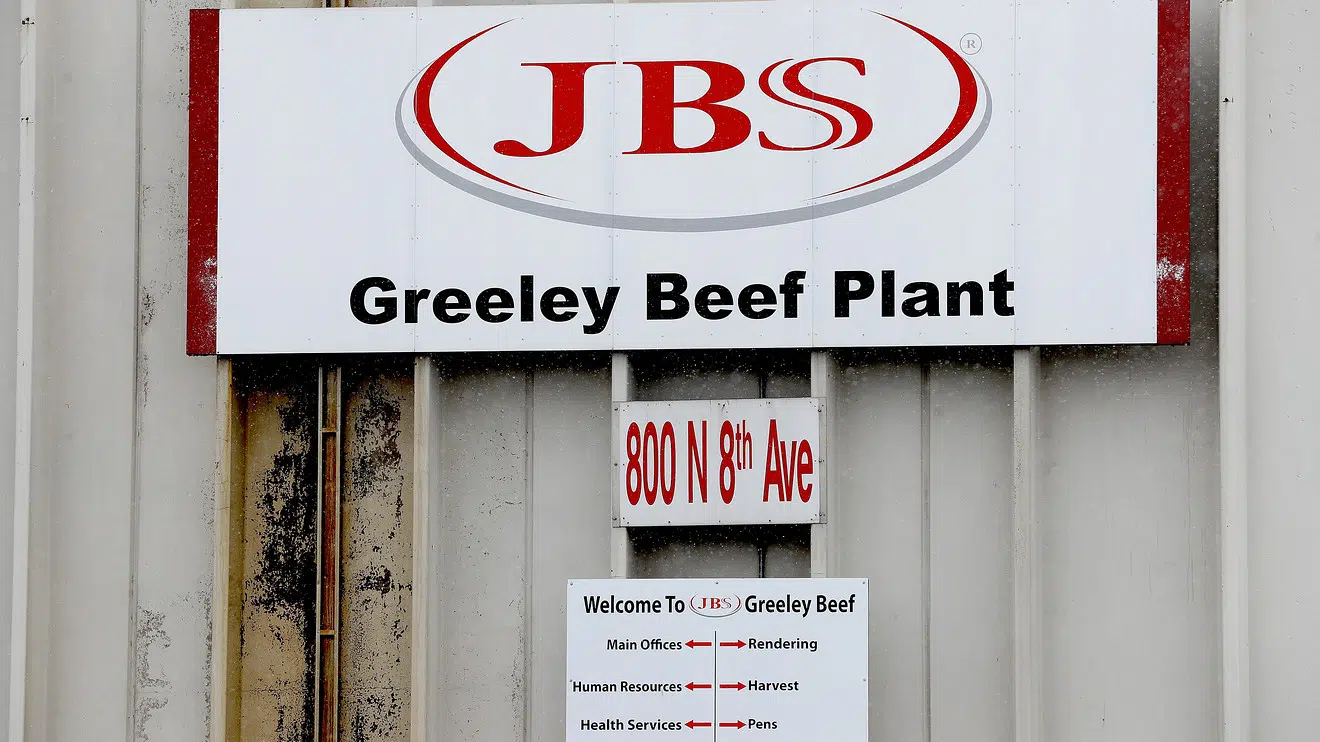 JBS ®
Greeley Beef Plant
800 N 8th Ave
Welcome To JBS Greeley Beef
Main Offices Rendering
Human Resources Harvest
Health Services Pens